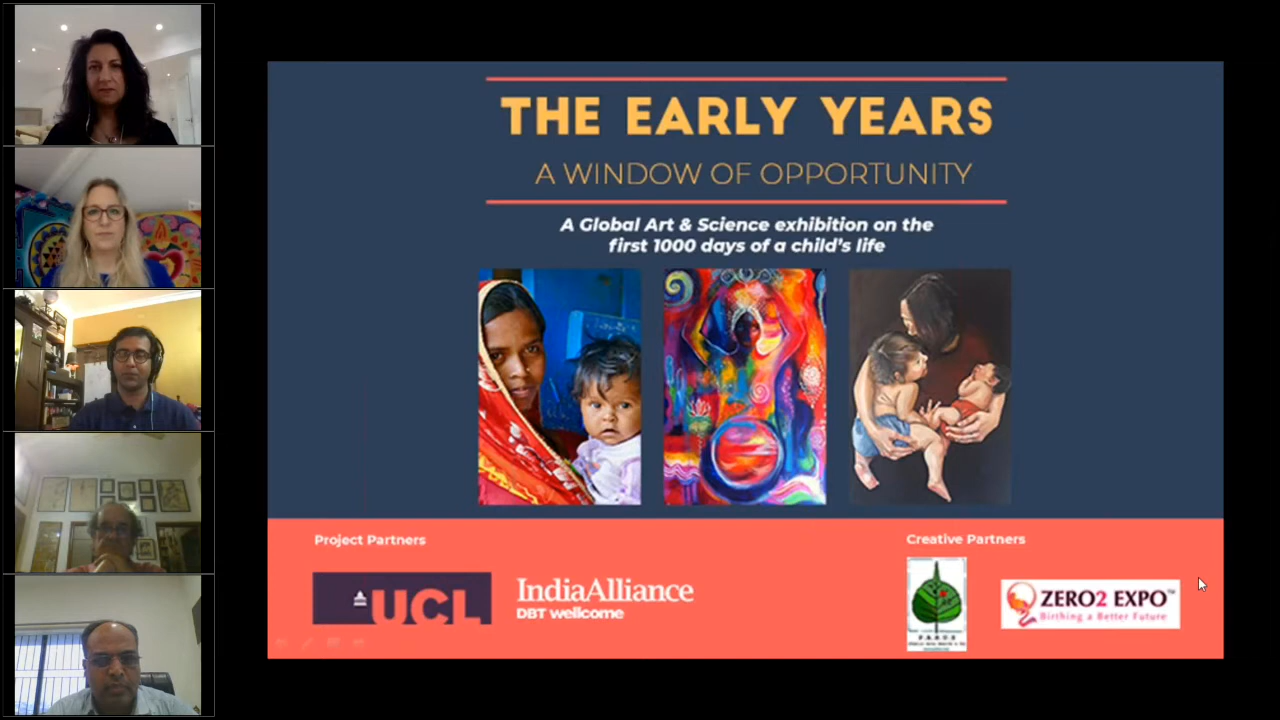 THE EARLY YEARS
A WINDOW OF OPPORTUNITY
A Global Art & Science exhibition on the
first 1000 days of a child's life
Project Partners
Creative Partners
UCL
IndiaAlliance
DBT wellcome
ZERO2 EXPO™
Birthing a Better Future